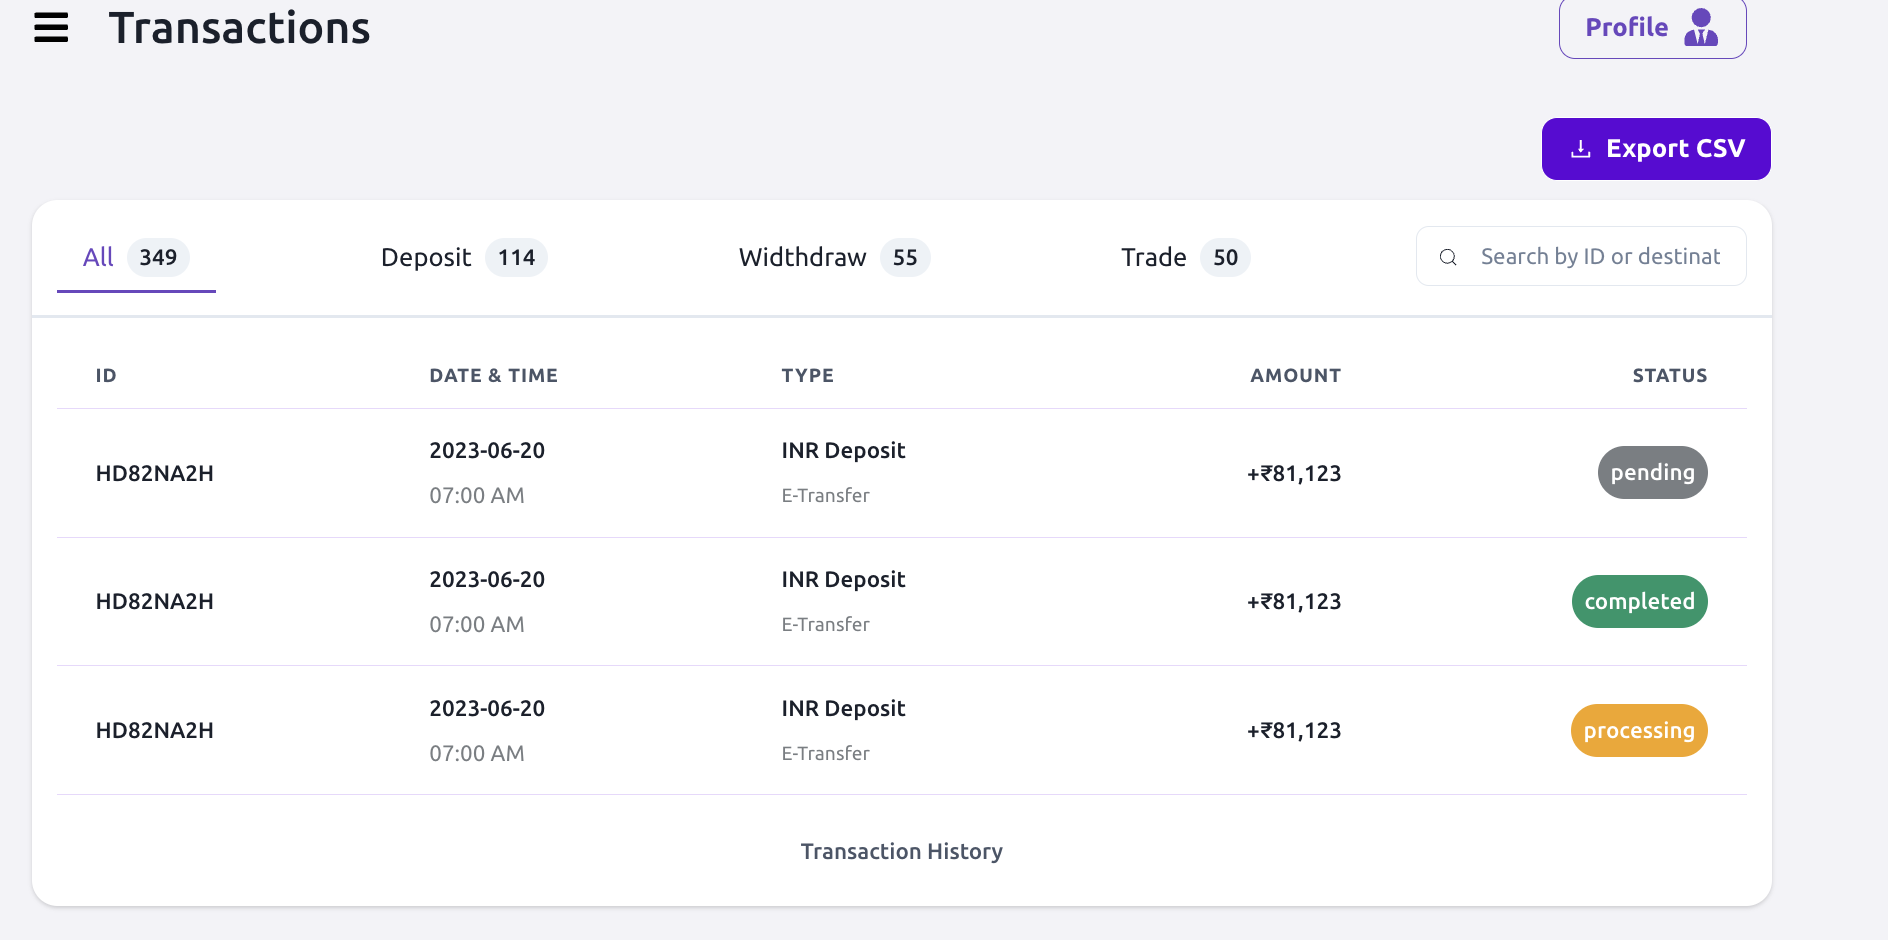 Transactions
Profile
Export CSV
All 349 Deposit 114 Widthdraw 55 Trade 50 Search by ID or destinat
ID DATE & TIME TYPE AMOUNT STATUS
HD82NA2H 2023-06-20 INR Deposit +₹81,123 pending
07:00 AM E-Transfer
HD82NA2H 2023-06-20 INR Deposit +₹81,123 completed
07:00 AM E-Transfer
HD82NA2H 2023-06-20 INR Deposit +₹81,123 processing
07:00 AM E-Transfer
Transaction History